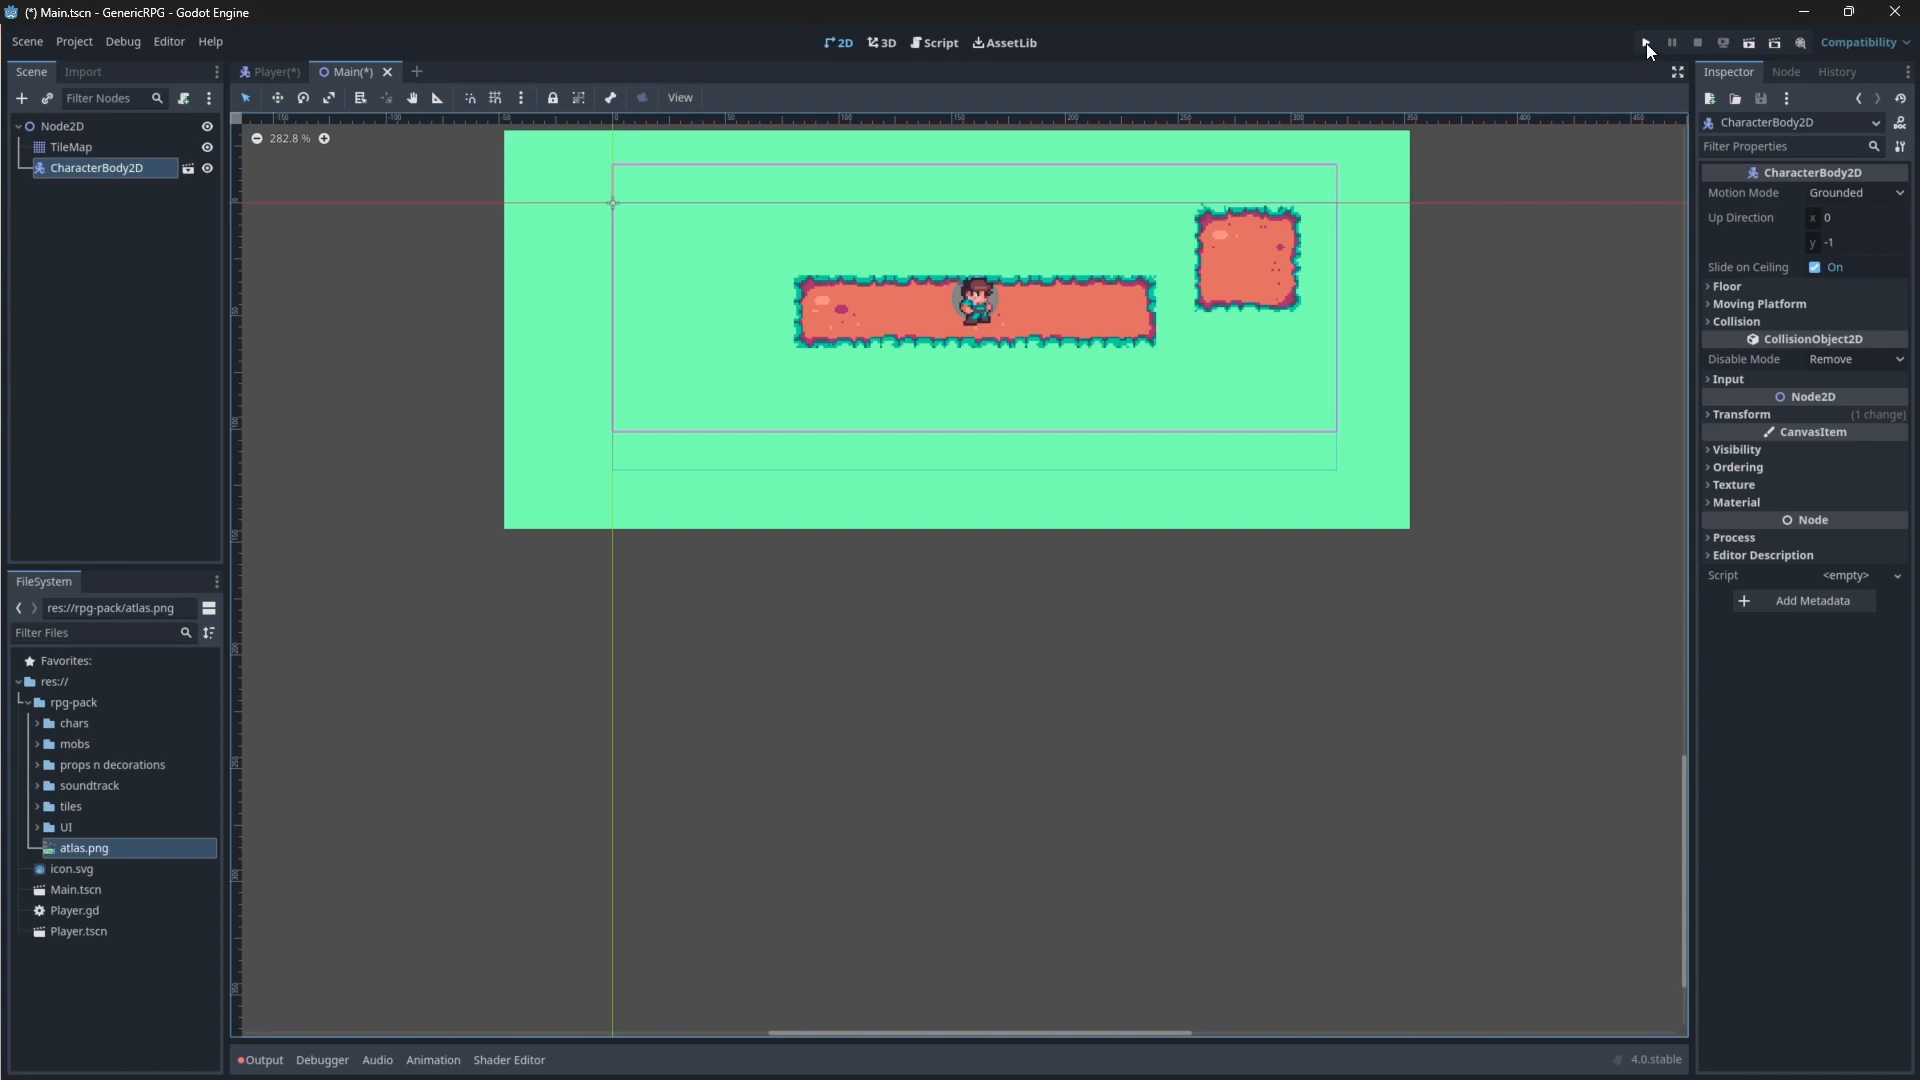 (*) Main.tscn - GenericRPG - Godot Engine
Scene Project Debug Editor Help
2D 3D Script AssetLib
Compatibility
Scene Import
Player(*) Main(*)
Inspector Node History
Filter Nodes
View
CharacterBody2D
Filter Properties
Node2D
TileMap
CharacterBody2D
282.8 %
CharacterBody2D
Motion Mode Grounded
Up Direction x 0
y -1
Slide on Ceiling On
Floor
Moving Platform
Collision
CollisionObject2D
Disable Mode Remove
Input
Node2D
Transform (1 change)
CanvasItem
Visibility
Ordering
Texture
Material
Node
Process
Editor Description
Script <empty>
Add Metadata
FileSystem
res://rpg-pack/atlas.png
Filter Files
Favorites:
res://
rpg-pack
chars
mobs
props n decorations
soundtrack
tiles
UI
atlas.png
icon.svg
Main.tscn
Player.gd
Player.tscn
Output Debugger Audio Animation Shader Editor
4.0.stable